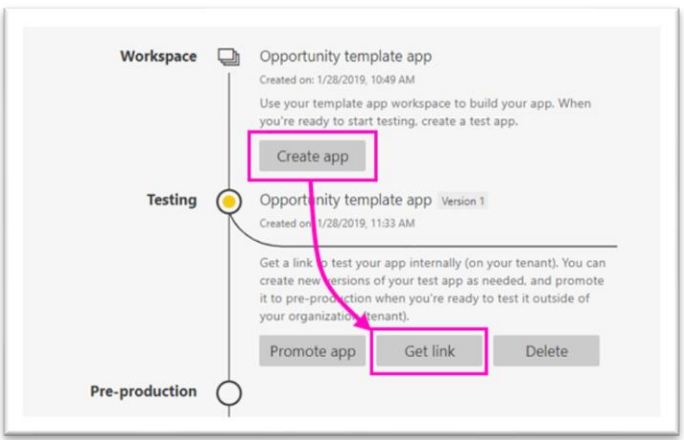 Workspace
Opportunity template app
Created on: 1/28/2019, 10:49 AM
Use your template app workspace to build your app. When
you're ready to start testing, create a test app.
Create app
Testing
Opportunity template app Version 1
Created on: 1/28/2019, 11:33 AM
Get a link to test your app internally (on your tenant). You can
create new versions of your test app as needed, and promote
it to pre-production when you're ready to test it outside of
your organization (tenant).
Promote app Get link Delete
Pre-production